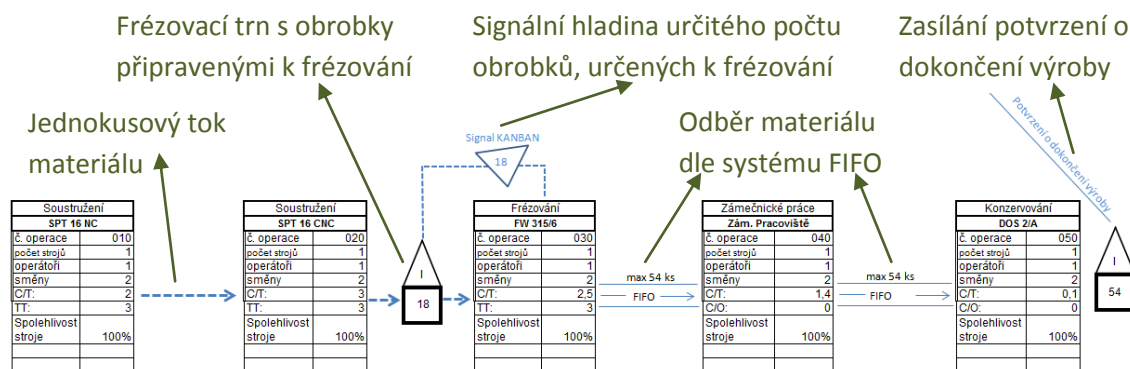 Frézovací trn s obrobky
připravenými k frézování
Signální hladina určitého počtu
obrobků, určených k frézování
Zasílání potvrzení o
dokončení výroby
Jednokusový tok
materiálu
Odběr materiálu
dle systému FIFO
Signal KANBAN
18
Potvrzení o dokončení výroby
Soustružení
SPT 16 NC
č. operace 010
počet strojů 1
operátoři 1
směny 2
C/T: 2
TT: 3
Spolehlivost
stroje 100%
Soustružení
SPT 16 CNC
č. operace 020
počet strojů 1
operátoři 1
směny 2
C/T: 3
TT: 3
Spolehlivost
stroje 100%
I
18
Frézování
FW 315/6
č. operace 030
počet strojů 1
operátoři 1
směny 2
C/T: 2,5
TT: 3
Spolehlivost
stroje 100%
max 54 ks
FIFO
Zámečnické práce
Zám. Pracoviště
č. operace 040
počet strojů 1
operátoři 1
směny 2
C/T: 1,4
C/O: 0
Spolehlivost
stroje 100%
max 54 ks
FIFO
Konzervování
DOS 2/A
č. operace 050
počet strojů 1
operátoři 1
směny 2
C/T: 0,1
C/O: 0
Spolehlivost
stroje 100%
I
54